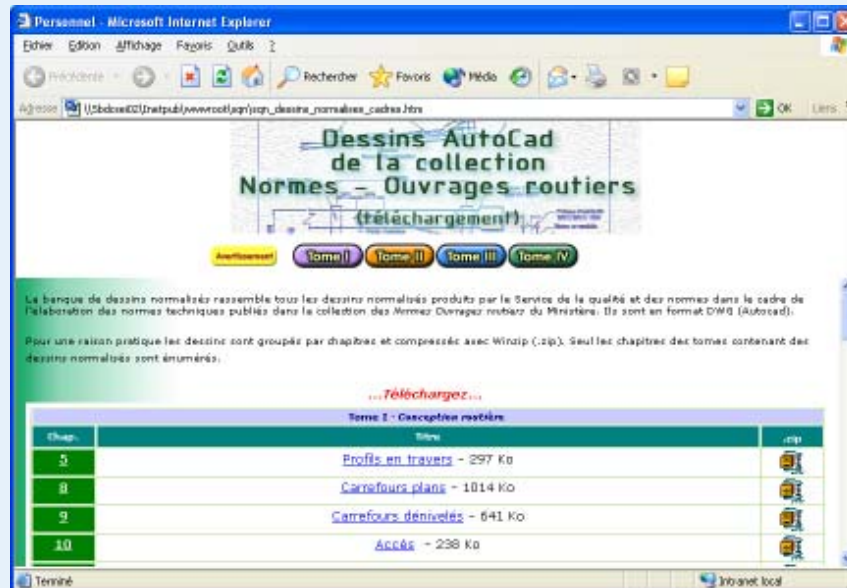 Personnel - Microsoft Internet Explorer
Fichier Edition Affichage Favoris Outils ?
Précédente Rechercher Favoris Média
Adresse \\Sbdcsei02\Inetpub\wwwroot\sqn\sqn_dessins_normalises_cadres.htm OK Liens
Dessins AutoCad
de la collection
Normes - Ouvrages routiers
(téléchargement)
Avertissement Tome I Tome II Tome III Tome IV
La banque de dessins normalisés rassemble tous les dessins normalisés produits par le Service de la qualité et des normes dans le cadre de
l'élaboration des normes techniques publiés dans la collection des Normes Ouvrages routiers du Ministère. Ils sont en format DWG (Autocad).
Pour une raison pratique les dessins sont groupés par chapitres et compressés avec Winzip (.zip). Seul les chapitres des tomes contenant des
dessins normalisés sont énumérés.
...Téléchargez...
Tome I - Conception routière
Chap. Titre .zip
5 Profils en travers - 297 Ko
8 Carrefours plans - 1014 Ko
9 Carrefours dénivelés - 641 Ko
10 Accès - 238 Ko
Terminé Intranet local